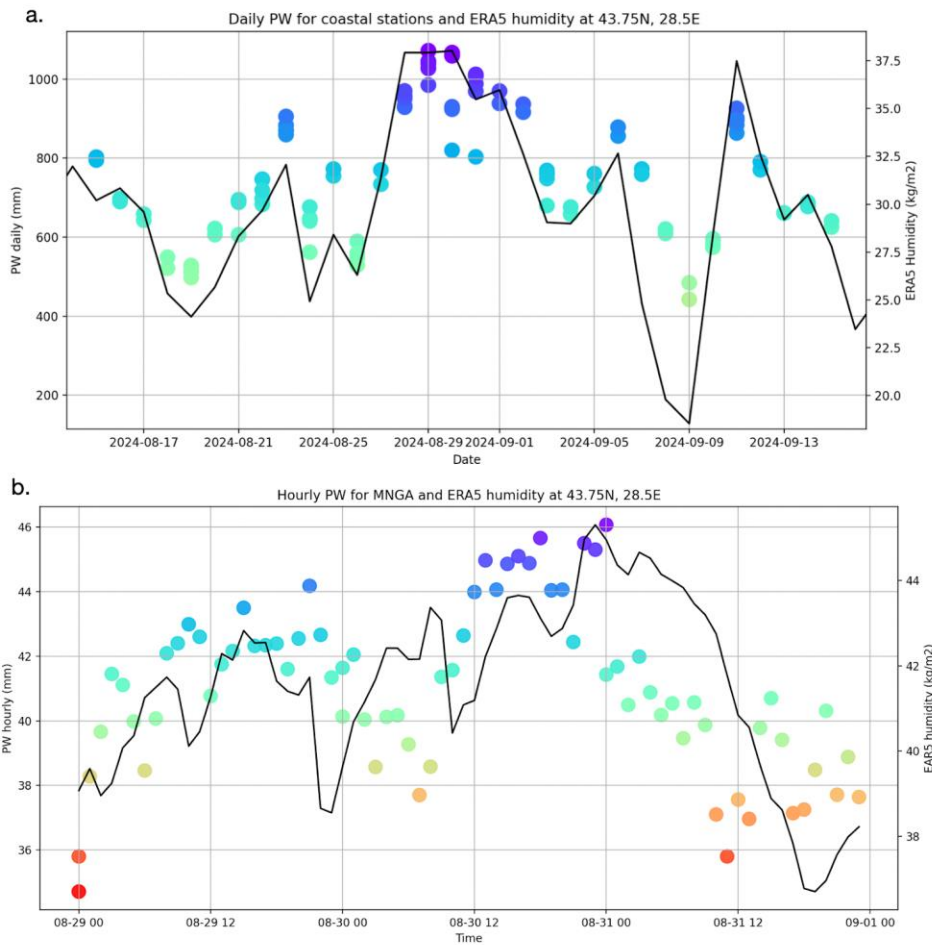 a.
Daily PW for coastal stations and ERA5 humidity at 43.75N, 28.5E
PW daily (mm)
1000
800
600
400
200
37.5
35.0
32.5
30.0
27.5
25.0
22.5
20.0
ERA5 Humidity (kg/m2)
2024-08-17 2024-08-21 2024-08-25 2024-08-29 2024-09-01 2024-09-05 2024-09-09 2024-09-13
Date
b.
Hourly PW for MNGA and ERA5 humidity at 43.75N, 28.5E
PW hourly (mm)
46
44
42
40
38
36
44
42
40
38
EAR5 humidity (kg/m2)
08-29 00 08-29 12 08-30 00 08-30 12 08-31 00 08-31 12 09-01 00
Time